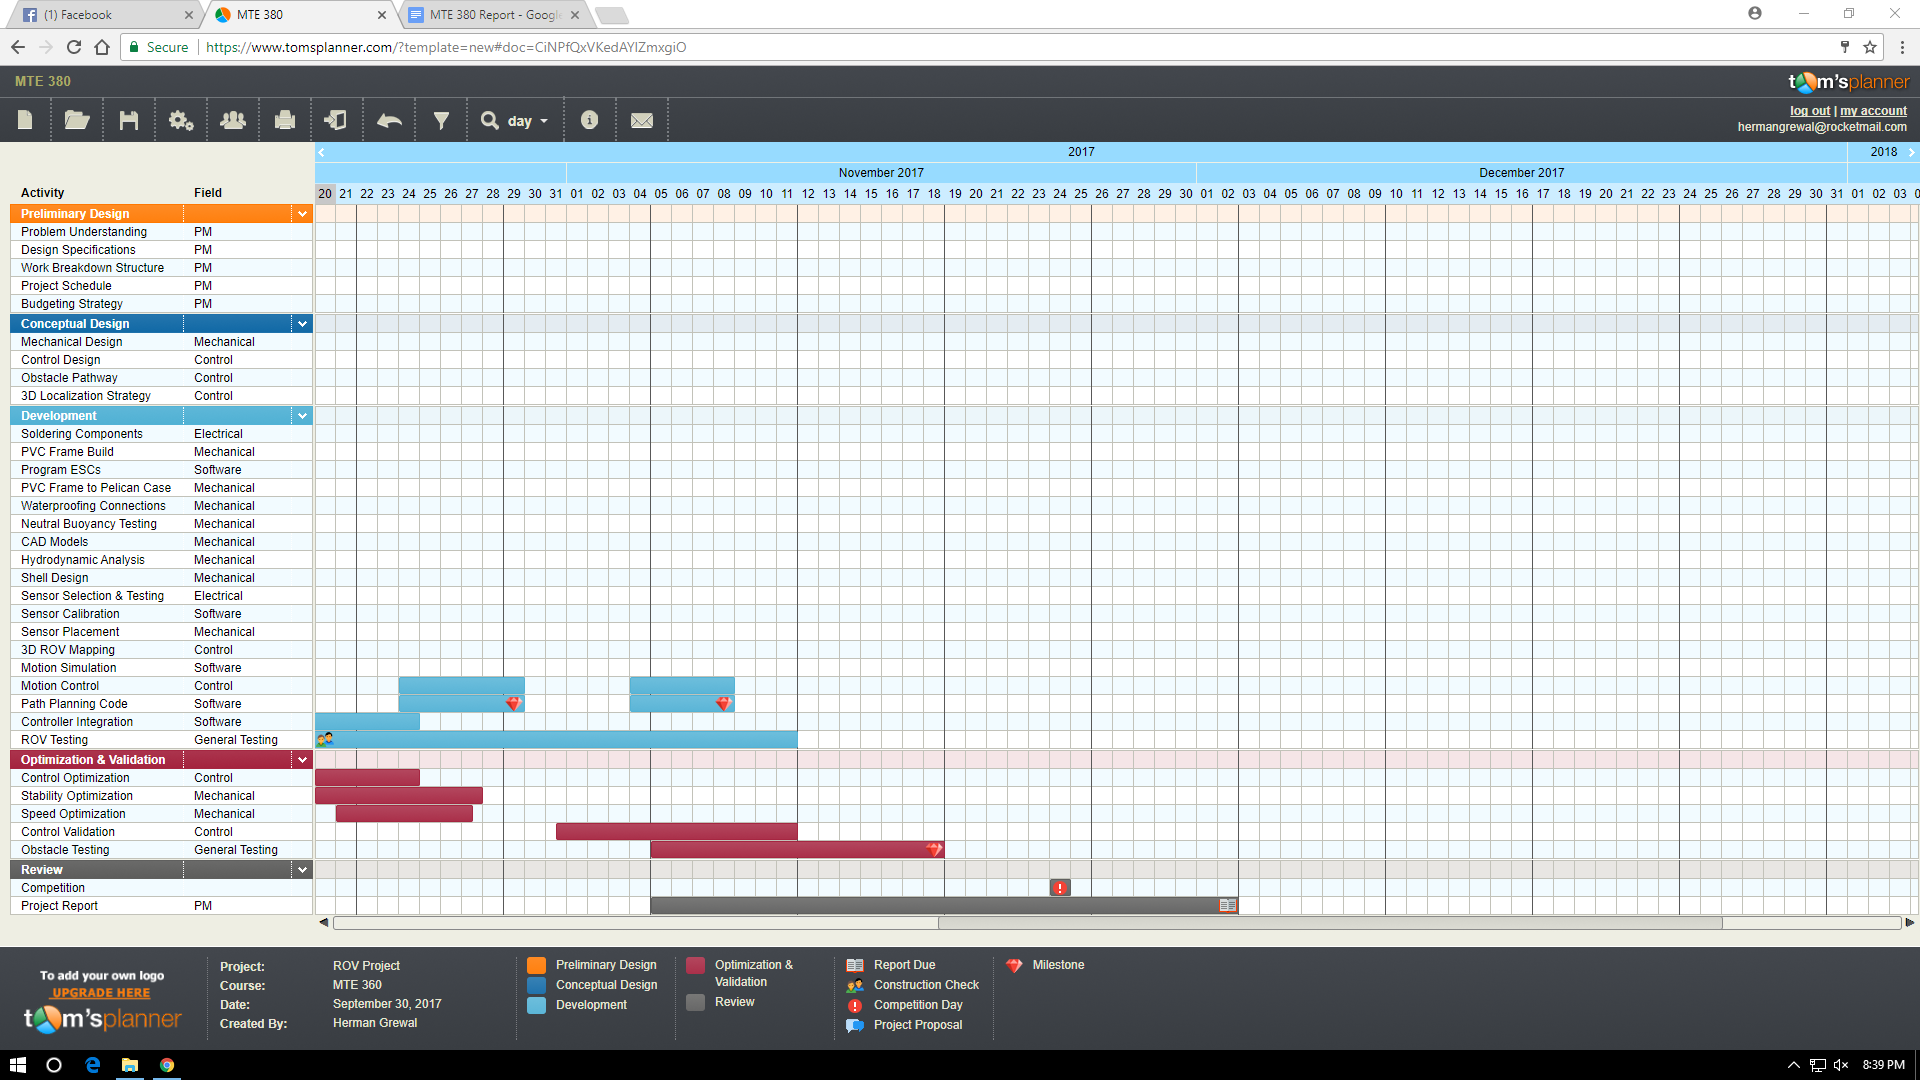 (1) Facebook
MTE 380
MTE 380 Report - Google
Secure
https://www.tomsplanner.com/?template=new#doc=CiNPfQxVKedAYIZmxgiO
MTE 380
tom'splanner
day
log out | my account
hermangrewal@rocketmail.com
2017 2018
November 2017 December 2017
Activity Field 20 21 22 23 24 25 26 27 28 29 30 31 01 02 03 04 05 06 07 08 09 10 11 12 13 14 15 16 17 18 19 20 21 22 23 24 25 26 27 28 29 30 01 02 03 04 05 06 07 08 09 10 11 12 13 14 15 16 17 18 19 20 21 22 23 24 25 26 27 28 29 30 31 01 02 03 0
Preliminary Design
Problem Understanding PM
Design Specifications PM
Work Breakdown Structure PM
Project Schedule PM
Budgeting Strategy PM
Conceptual Design
Mechanical Design Mechanical
Control Design Control
Obstacle Pathway Control
3D Localization Strategy Control
Development
Soldering Components Electrical
PVC Frame Build Mechanical
Program ESCs Software
PVC Frame to Pelican Case Mechanical
Waterproofing Connections Mechanical
Neutral Buoyancy Testing Mechanical
CAD Models Mechanical
Hydrodynamic Analysis Mechanical
Shell Design Mechanical
Sensor Selection & Testing Electrical
Sensor Calibration Software
Sensor Placement Mechanical
3D ROV Mapping Control
Motion Simulation Software
Motion Control Control
Path Planning Code Software
Controller Integration Software
ROV Testing General Testing
Optimization & Validation
Control Optimization Control
Stability Optimization Mechanical
Speed Optimization Mechanical
Control Validation Control
Obstacle Testing General Testing
Review
Competition
Project Report PM
To add your own logo
UPGRADE HERE
tom'splanner
Project: ROV Project
Course: MTE 360
Date: September 30, 2017
Created By: Herman Grewal
Preliminary Design
Conceptual Design
Development
Optimization &
Validation
Review
Report Due
Construction Check
Competition Day
Project Proposal
Milestone
8:39 PM